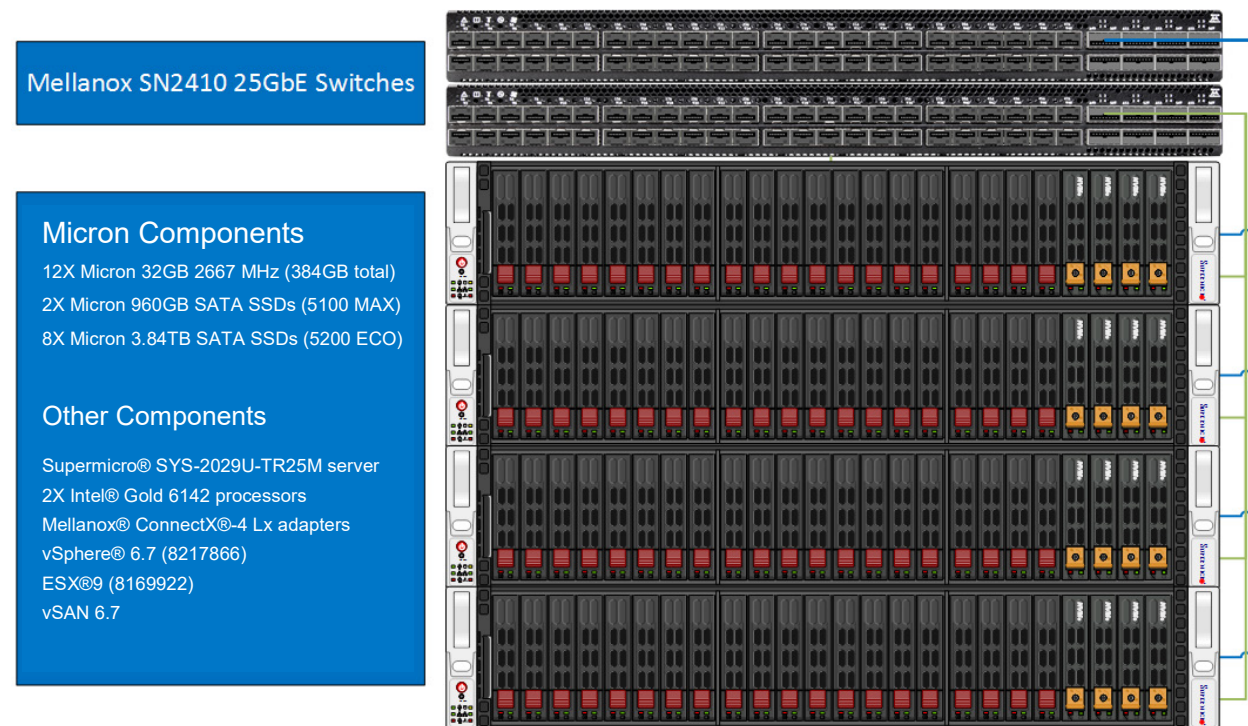 Mellanox SN2410 25GbE Switches
Micron Components
12X Micron 32GB 2667 MHz (384GB total)
2X Micron 960GB SATA SSDs (5100 MAX)
8X Micron 3.84TB SATA SSDs (5200 ECO)
Other Components
Supermicro® SYS-2029U-TR25M server
2X Intel® Gold 6142 processors
Mellanox® ConnectX®-4 Lx adapters
vSphere® 6.7 (8217866)
ESX®9 (8169922)
vSAN 6.7